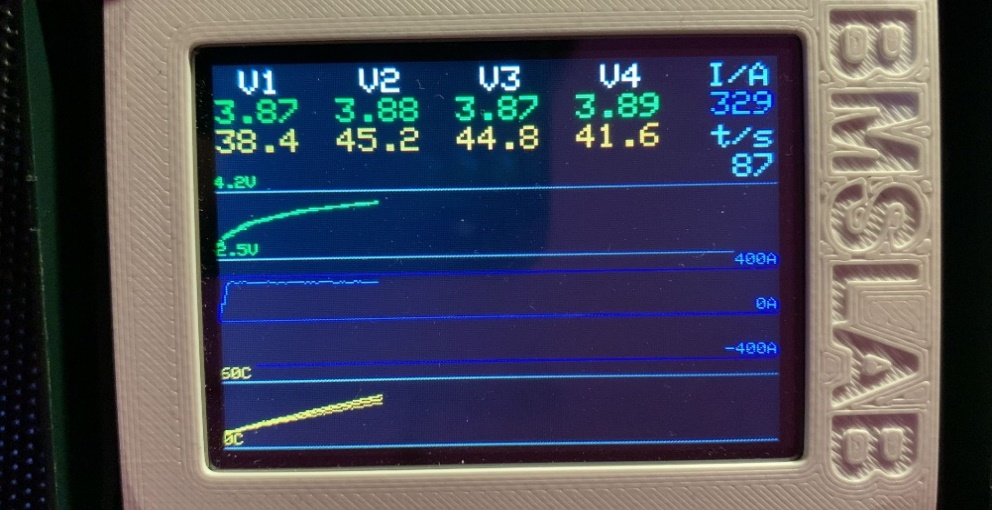 V1 V2 V3 V4 I/A
3.87 3.88 3.87 3.89 329
38.4 45.2 44.8 41.6 t/s
87
4.2V
2.5V
400A
0A
-400A
60C
0C
BMSLAB